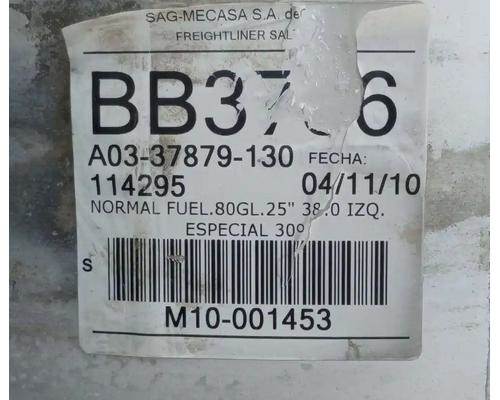 SAG-MECASA S.A. de
FREIGHTLINER SAL
A03-37879-130 FECHA:
114295 04/11/10
NORMAL FUEL.80GL.25" 38.0 IZQ.
ESPECIAL 30º
S
M10-001453